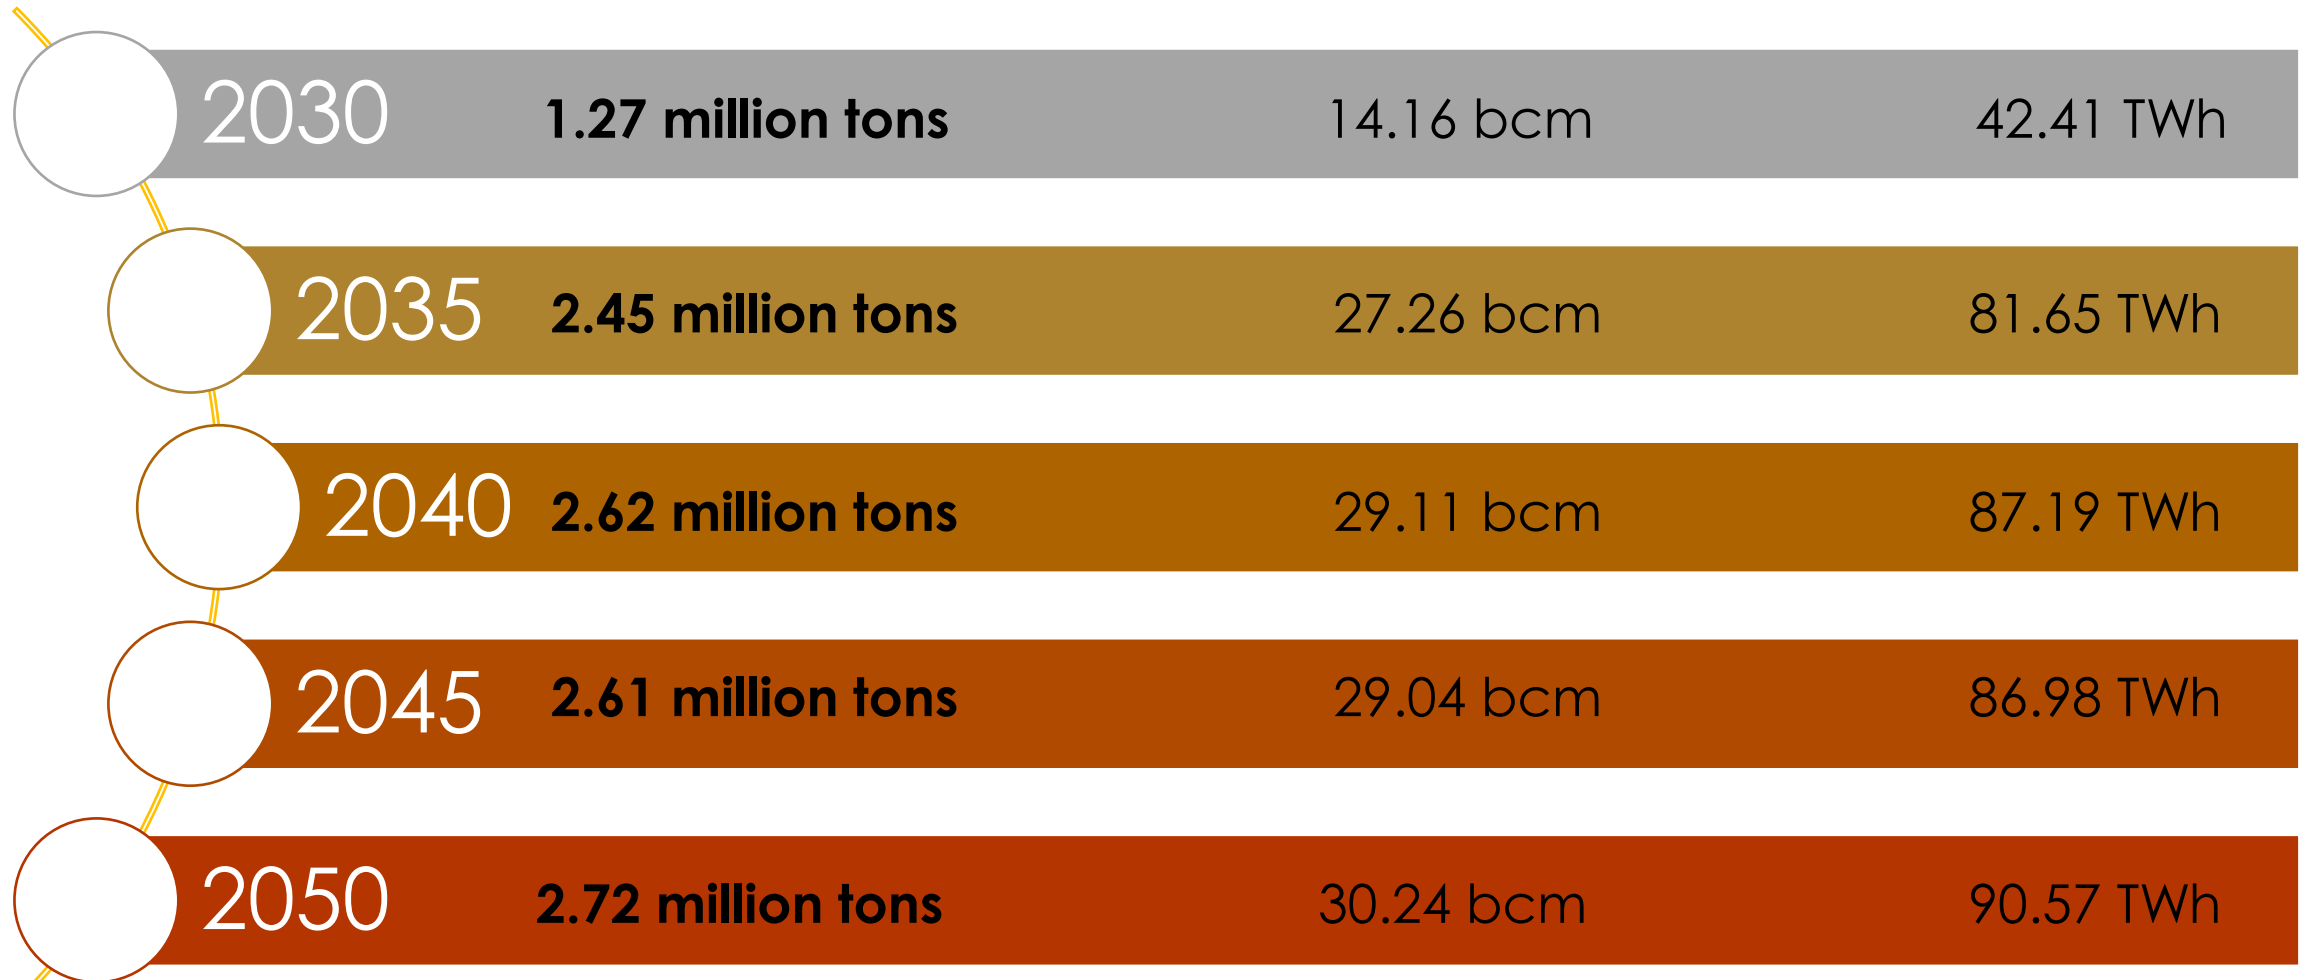 2030 1.27 million tons 14.16 bcm 42.41 TWh
2035 2.45 million tons 27.26 bcm 81.65 TWh
2040 2.62 million tons 29.11 bcm 87.19 TWh
2045 2.61 million tons 29.04 bcm 86.98 TWh
2050 2.72 million tons 30.24 bcm 90.57 TWh